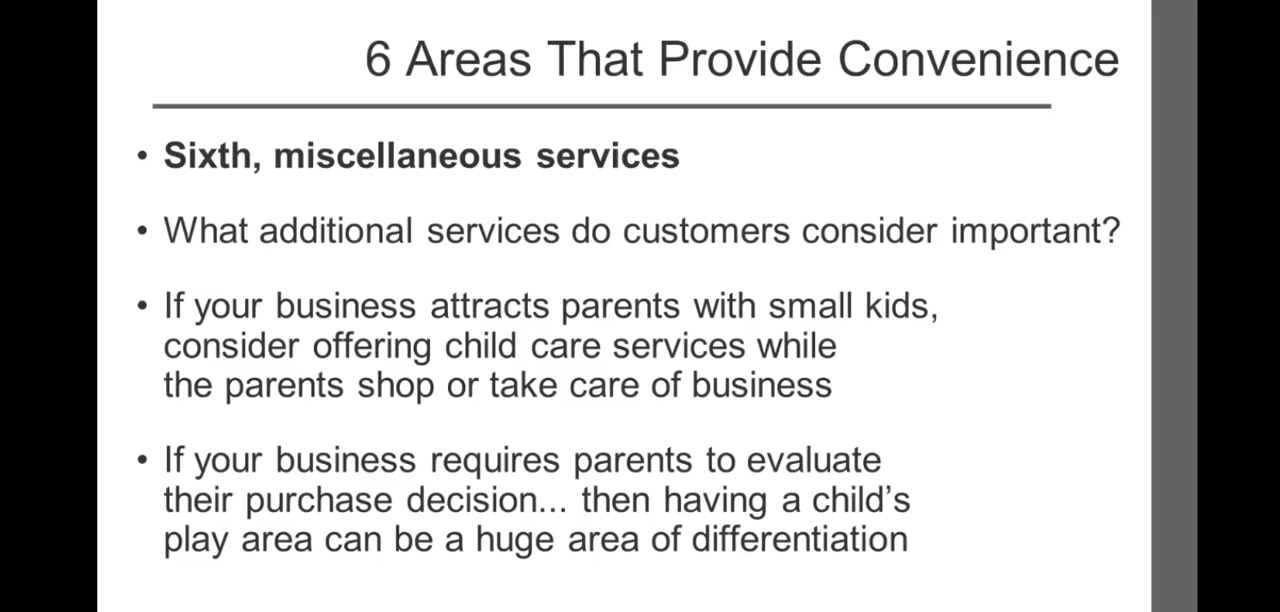 6 Areas That Provide Convenience
• Sixth, miscellaneous services
• What additional services do customers consider important?
• If your business attracts parents with small kids,
consider offering child care services while
the parents shop or take care of business
• If your business requires parents to evaluate
their purchase decision... then having a child’s
play area can be a huge area of differentiation